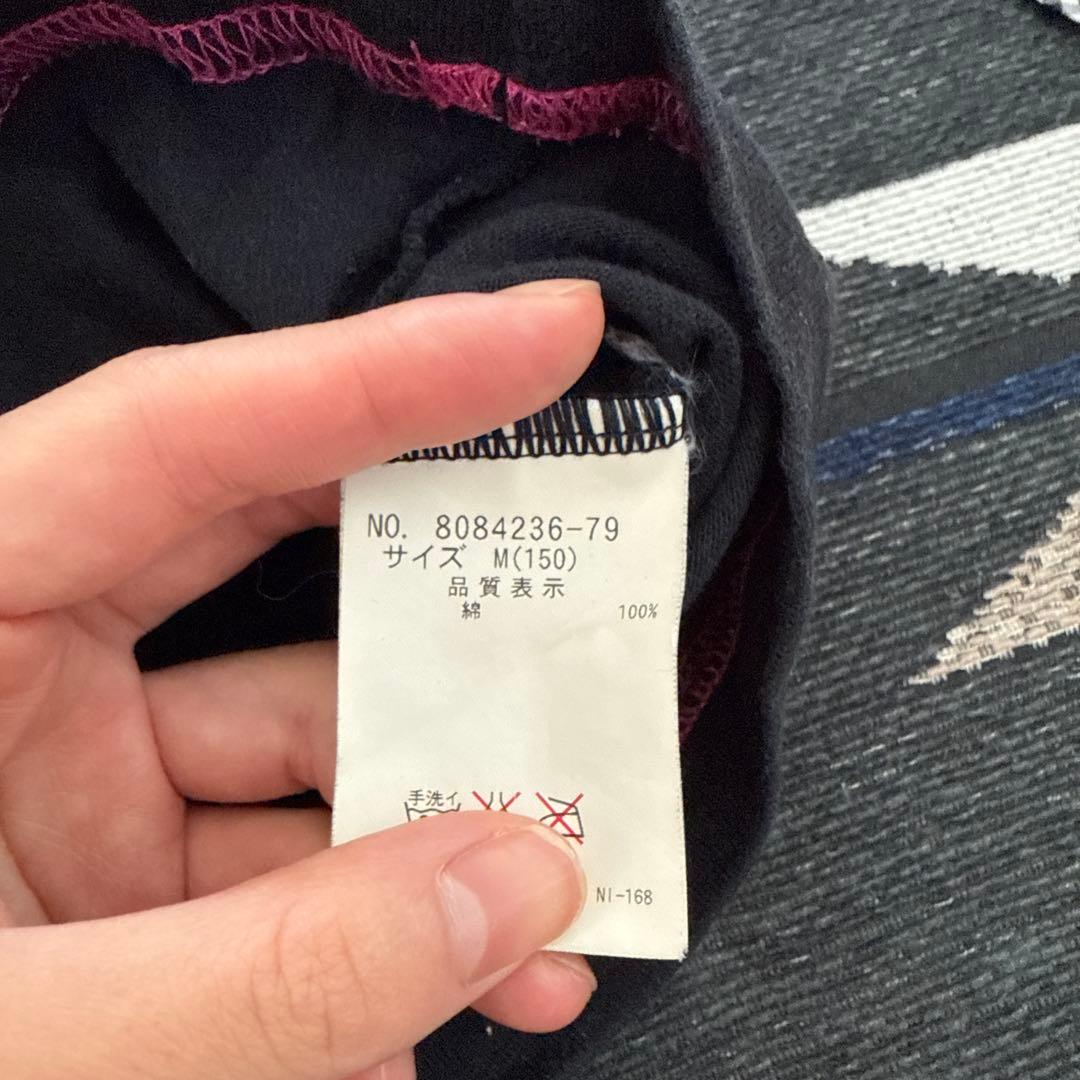 NO. 8084236-79
サイズ M(150)
品質表示
綿 100%
手洗イ
NI-168